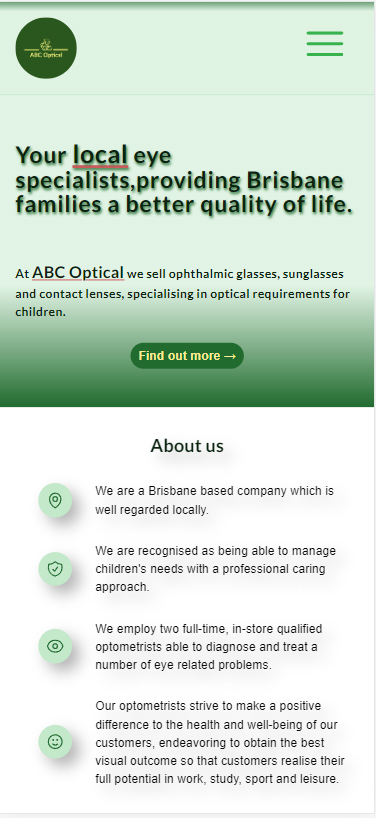 ABC Optical
Your local eye
specialists,providing Brisbane
families a better quality of life.
At ABC Optical we sell ophthalmic glasses, sunglasses
and contact lenses, specialising in optical requirements for
children.
Find out more →
About us
We are a Brisbane based company which is
well regarded locally.
We are recognised as being able to manage
children's needs with a professional caring
approach.
We employ two full-time, in-store qualified
optometrists able to diagnose and treat a
number of eye related problems.
Our optometrists strive to make a positive
difference to the health and well-being of our
customers, endeavoring to obtain the best
visual outcome so that customers realise their
full potential in work, study, sport and leisure.